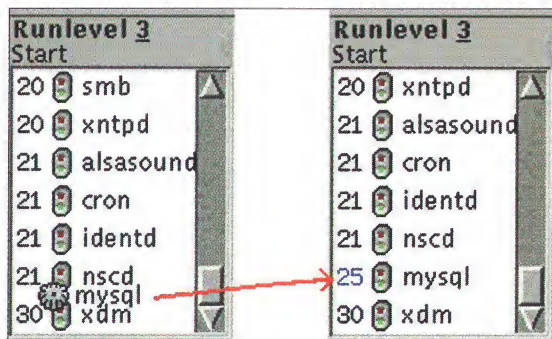 Runlevel 3
Start
20 smb
20 xntpd
21 alsasound
21 cron
21 identd
21 nscd
mysql
30 xdm
Runlevel 3
Start
20 xntpd
21 alsasound
21 cron
21 identd
21 nscd
25 mysql
30 xdm